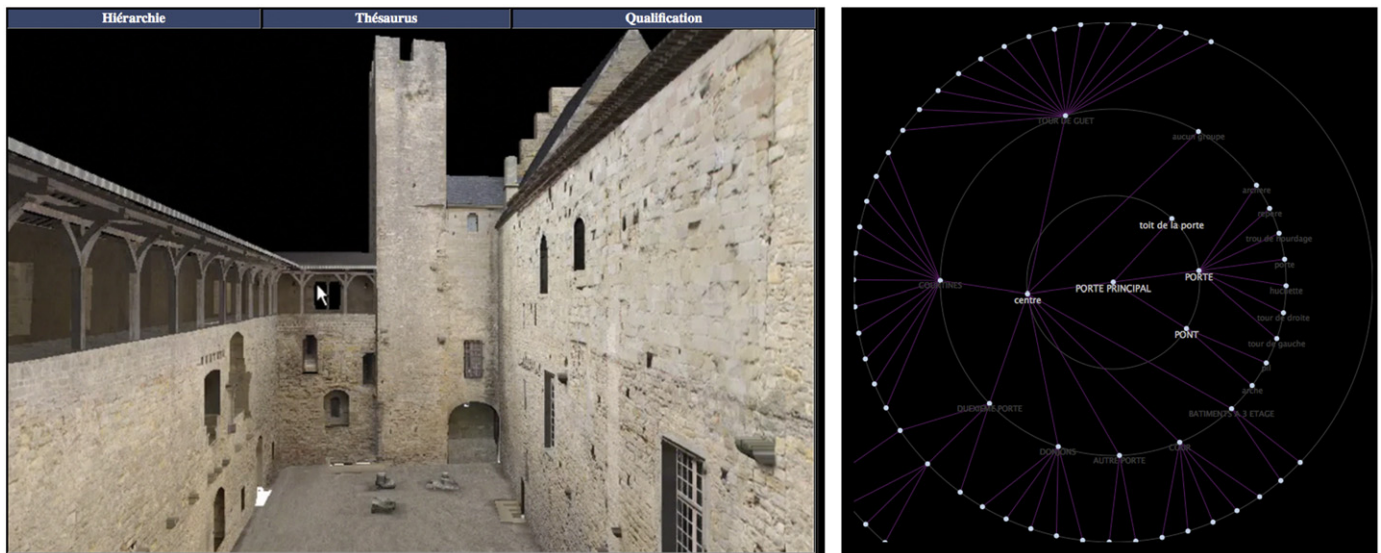 Hiérarchie
Thésaurus
Qualification
TOUR DE GUET
aucun groupe
archere
repere
toit de la porte
trou de hourdage
porte
PORTE
COURTINES
PORTE PRINCIPAL
huchette
centre
tour de droite
PONT
tour de gauche
arche
QUEXISME PORTE
BATIMENTS A 3 ETAGE
DONJONS
COUR
AUTRE PORTE